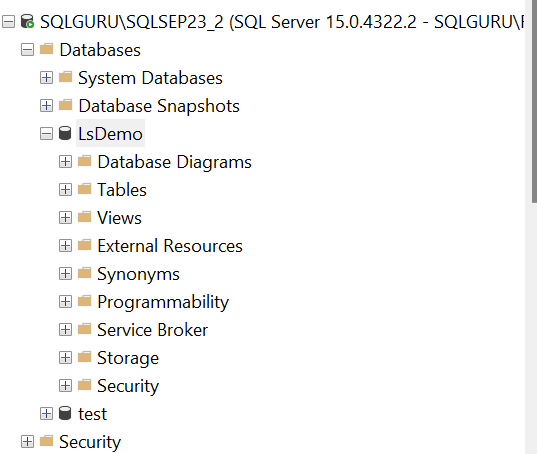 SQLGURU\SQLSEP23_2 (SQL Server 15.0.4322.2 - SQLGURU\
Databases
System Databases
Database Snapshots
LsDemo
Database Diagrams
Tables
Views
External Resources
Synonyms
Programmability
Service Broker
Storage
Security
test
Security